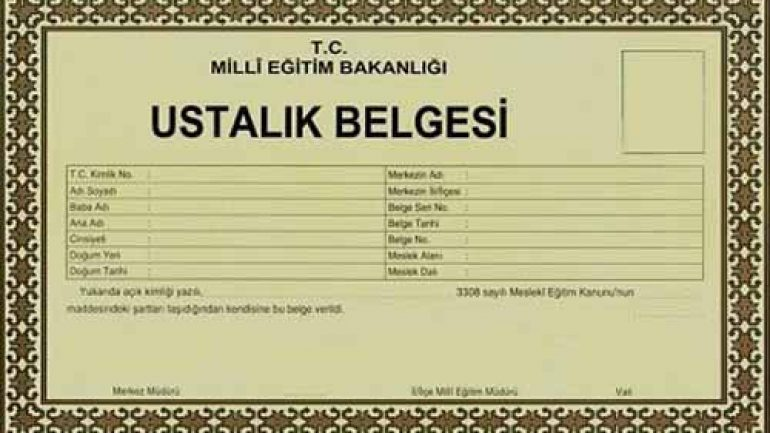 T.C.
MİLLÎ EĞİTİM BAKANLIĞI
USTALIK BELGESİ
T.C. Kimlik No. : Merkezin Adı :
Adı Soyadı : Merkezin İli/İlçesi :
Baba Adı : Belge Seri No. :
Ana Adı : Belge Tarihi :
Cinsiyeti : Belge No. :
Doğum Yeri : Meslek Alanı :
Doğum Tarihi : Meslek Dalı :
Yukarıda açık kimliği yazılı, 3308 sayılı Meslekî Eğitim Kanunu'nun
maddesindeki şartları taşıdığından kendisine bu belge verildi.
Merkez Müdürü İl/İlçe Millî Eğitim Müdürü Vali